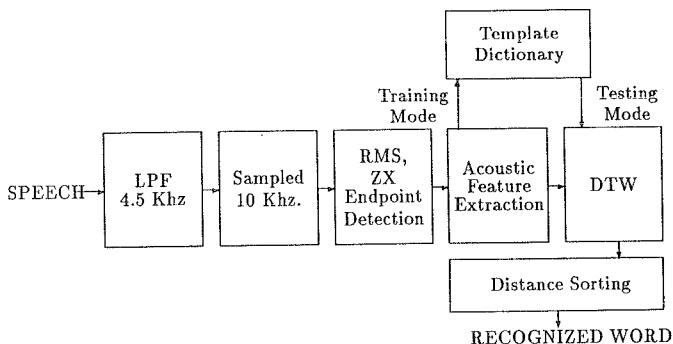 Template
Dictionary
Training
Mode
Testing
Mode
SPEECH
LPF
4.5 Khz
Sampled
10 Khz.
RMS,
ZX
Endpoint
Detection
Acoustic
Feature
Extraction
DTW
Distance Sorting
RECOGNIZED WORD